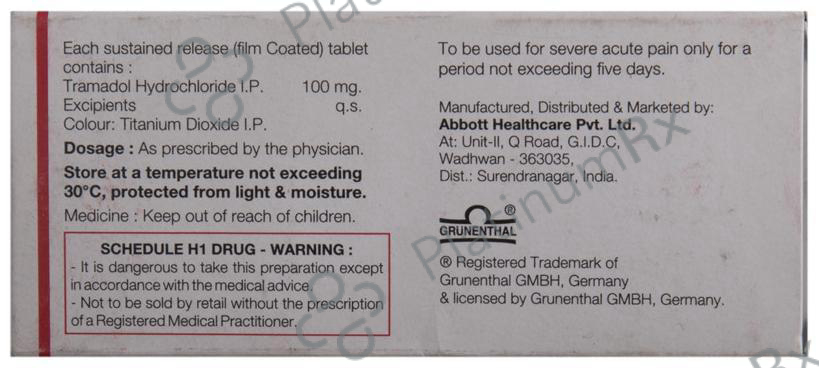 Each sustained release (film Coated) tablet
contains :
Tramadol Hydrochloride I.P. 100 mg.
Excipients q.s.
Colour: Titanium Dioxide I.P.
Dosage : As prescribed by the physician.
Store at a temperature not exceeding
30°C, protected from light & moisture.
Medicine : Keep out of reach of children.
SCHEDULE H1 DRUG - WARNING :
- It is dangerous to take this preparation except
in accordance with the medical advice.
- Not to be sold by retail without the prescription
of a Registered Medical Practitioner.
To be used for severe acute pain only for a
period not exceeding five days.
Manufactured, Distributed & Marketed by:
Abbott Healthcare Pvt. Ltd.
At: Unit-II, Q Road, G.I.D.C,
Wadhwan - 363035,
Dist.: Surendranagar, India.
®
GRUNENTHAL
® Registered Trademark of
Grunenthal GMBH, Germany
& licensed by Grunenthal GMBH, Germany.
PlatinumRx